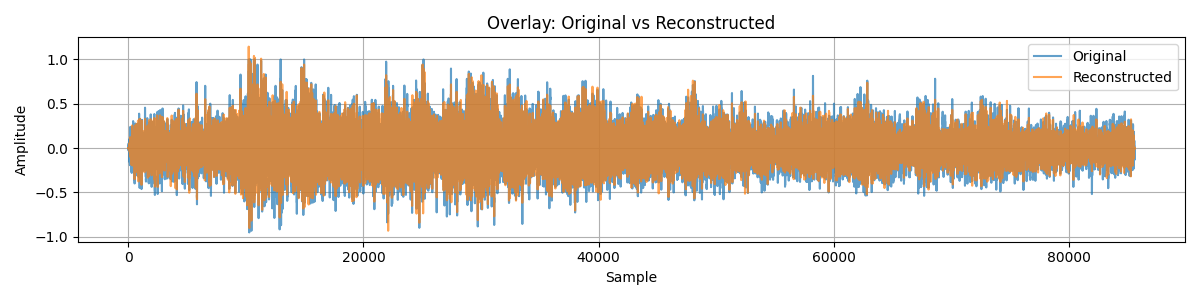 Overlay: Original vs Reconstructed
Original
Reconstructed
1.0
0.5
0.0
−0.5
−1.0
Amplitude
0
20000
40000
60000
80000
Sample